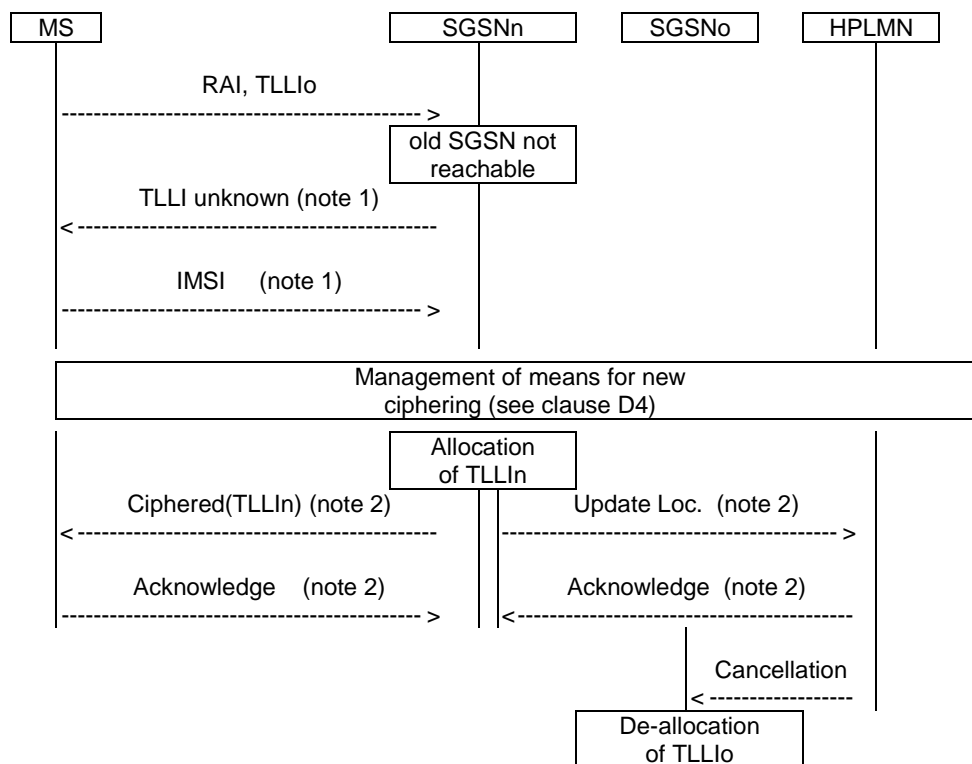 MS SGSNn SGSNo HPLMN
RAI, TLLIo
old SGSN not
reachable
TLLI unknown (note 1)
IMSI (note 1)
Management of means for new
ciphering (see clause D4)
Allocation
of TLLIn
Ciphered(TLLIn) (note 2) Update Loc. (note 2)
Acknowledge (note 2) Acknowledge (note 2)
Cancellation
De-allocation
of TLLIo